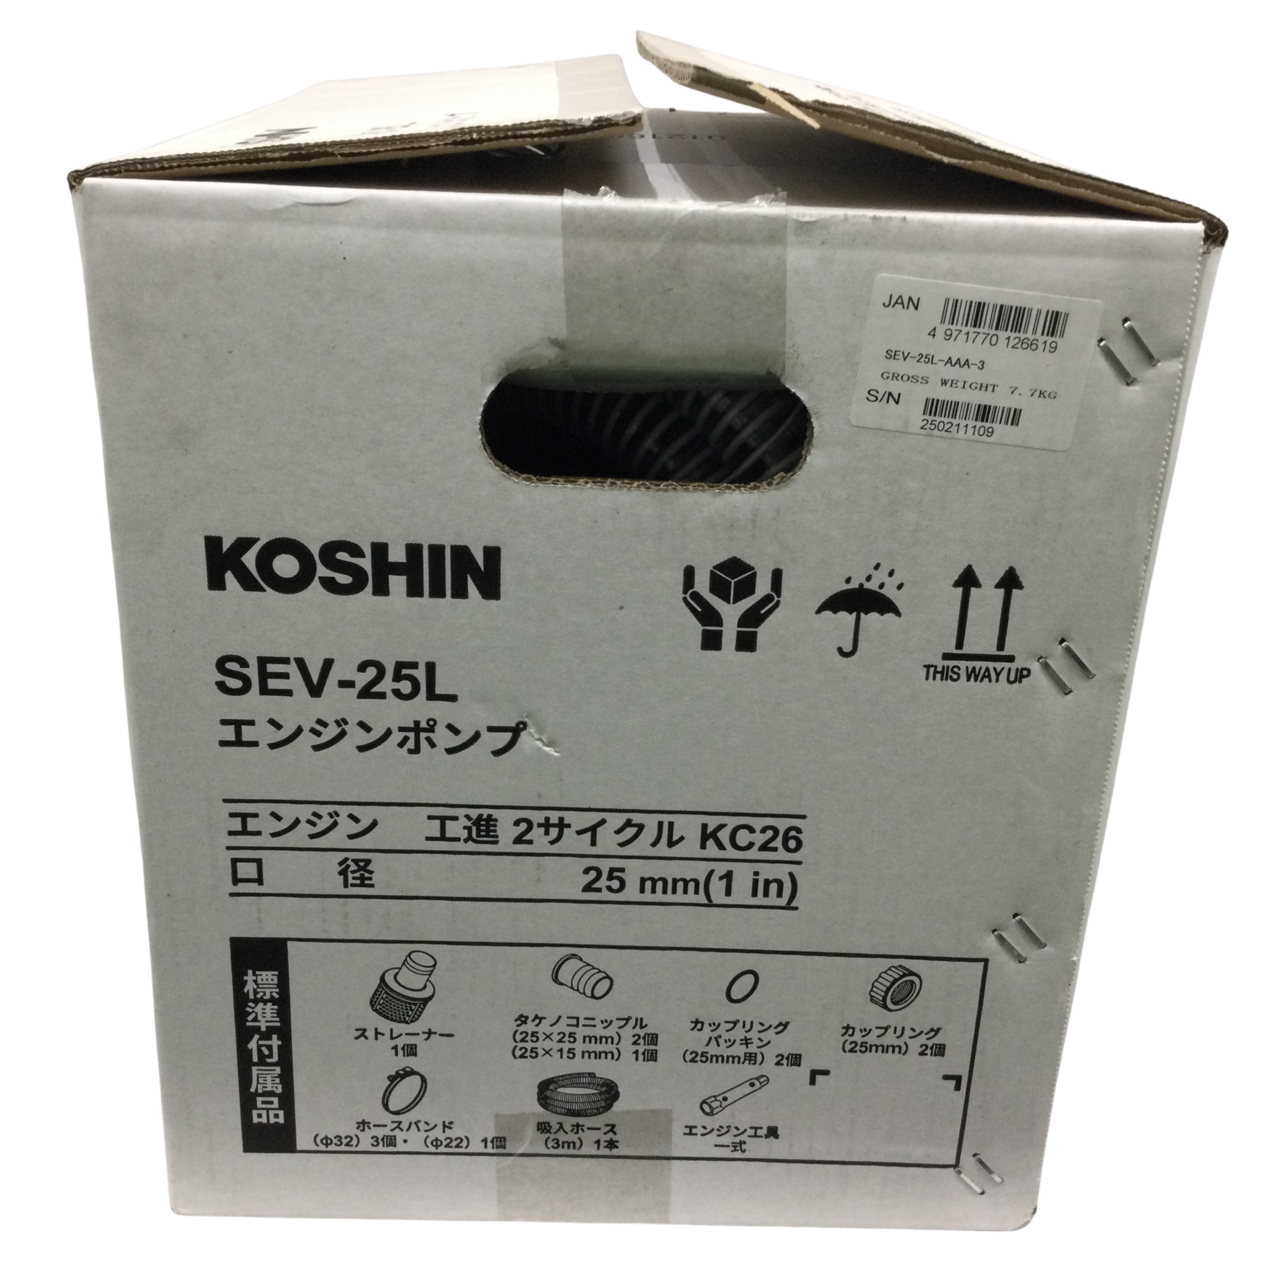 JAN
4 971770 126619
SEV-25L-AAA-3
GROSS WEIGHT 7.7KG
S/N
250211109
KOSHIN
SEV-25L
エンジンポンプ
THIS WAY UP
エンジン 工進 2サイクル KC26
口 径 25 mm(1 in)
標準付属品
ストレーナー
1個
タケノコニップル
(25×25 mm) 2個
(25×15 mm) 1個
カップリング
パッキン
(25mm用) 2個
カップリング
(25mm) 2個
ホースバンド
(φ32) 3個・(φ22) 1個
吸入ホース
(3m) 1本
エンジン工具
一式